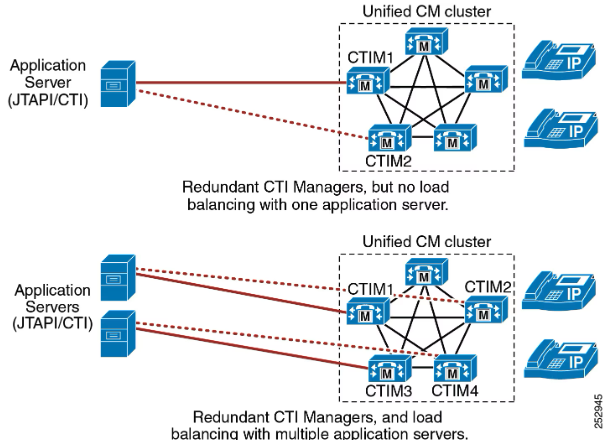 Unified CM cluster
Application
Server
(JTAPI/CTI)
CTIM1
M
M
M
M
M
CTIM2
IP
IP
Redundant CTI Managers, but no load
balancing with one application server.
Unified CM cluster
Application
Servers
(JTAPI/CTI)
CTIM1
CTIM2
M
M
M
M
M
CTIM3
CTIM4
IP
IP
Redundant CTI Managers, and load
balancing with multiple application servers.
252945